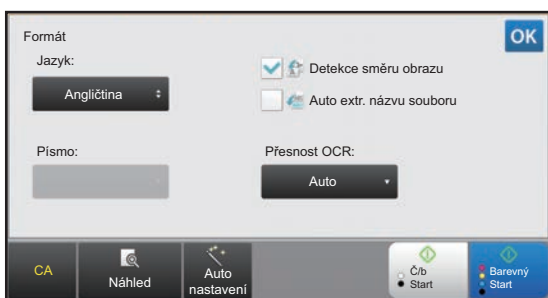 Formát
OK
Jazyk:
Detekce směru obrazu
Angličtina
Auto extr. názvu souboru
Písmo:
Přesnost OCR:
Auto
CA
Náhled
Auto
nastavení
Č/b
Start
Barevný
Start